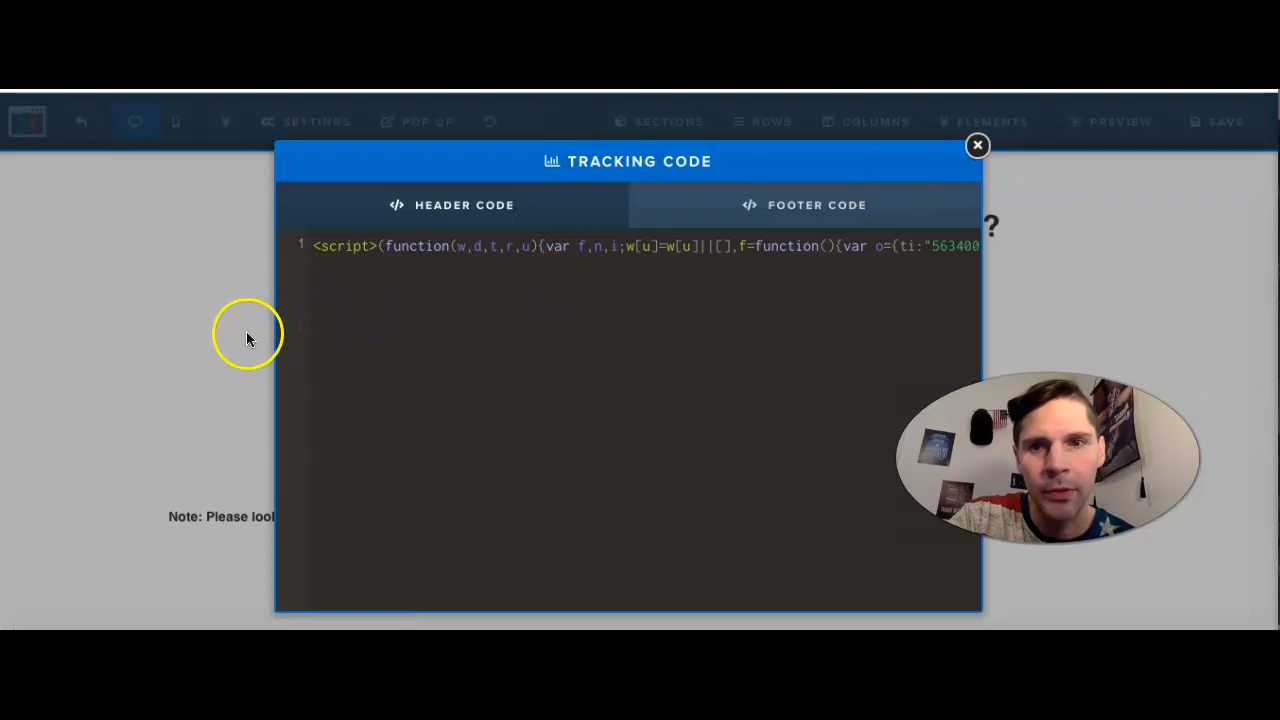 SETTINGS POP UP SECTIONS ROWS COLUMNS ELEMENTS PREVIEW SAVE
TRACKING CODE
HEADER CODE FOOTER CODE
?
1 <script>(function(w,d,t,r,u){var f,n,i;w[u]=w[u]||[],f=function(){var o={ti:"563400
Note: Please look